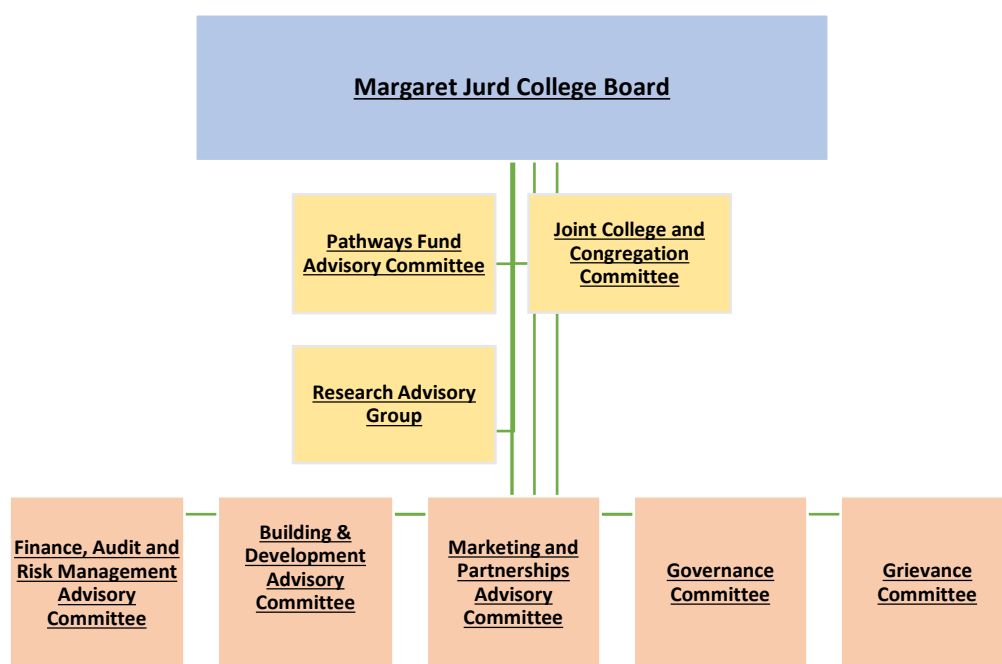 Margaret Jurd College Board
Pathways Fund
Advisory Committee
Joint College and
Congregation
Committee
Research Advisory
Group
Finance, Audit and
Risk Management
Advisory
Committee
Building &
Development
Advisory
Committee
Marketing and
Partnerships
Advisory
Committee
Governance
Committee
Grievance
Committee